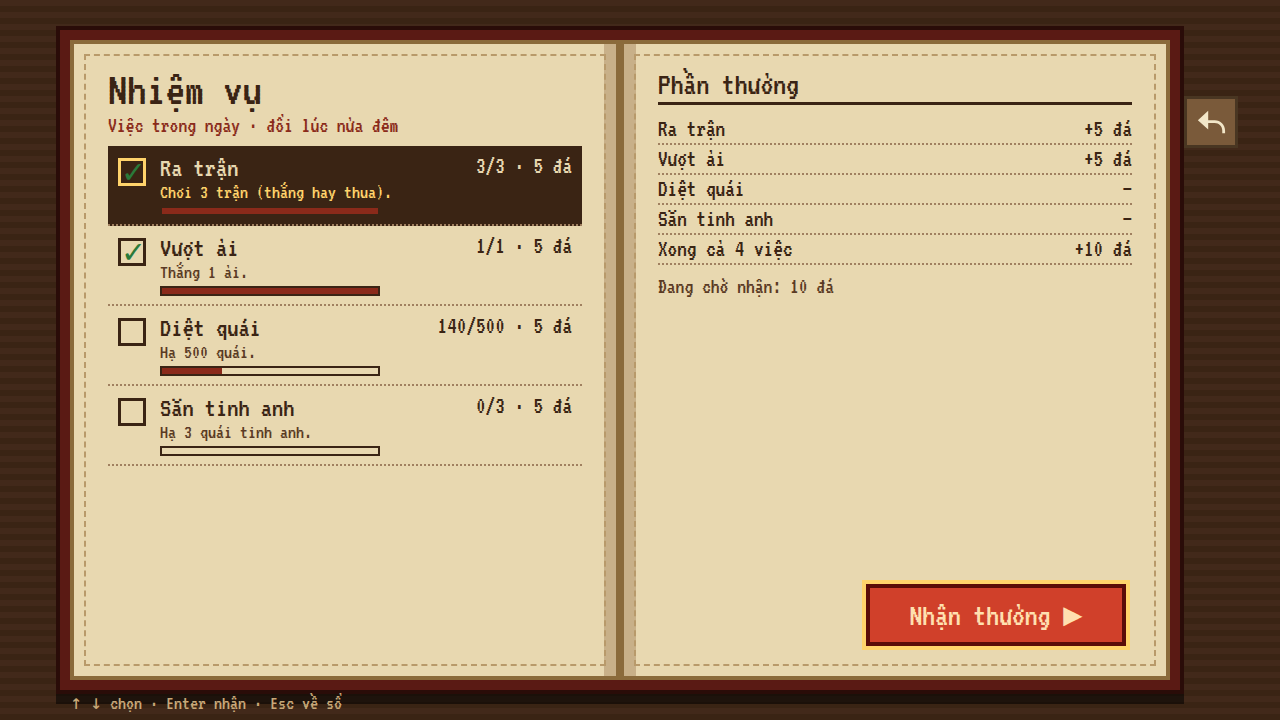 Nhiệm vụ
Việc trong ngày · đổi lúc nửa đêm
Ra trận 3/3 · 5 đá
Chơi 3 trận (thắng hay thua).
Vượt ải 1/1 · 5 đá
Thắng 1 ải.
Diệt quái 140/500 · 5 đá
Hạ 500 quái.
Săn tinh anh 0/3 · 5 đá
Hạ 3 quái tinh anh.
Phần thưởng
Ra trận +5 đá
Vượt ải +5 đá
Diệt quái –
Săn tinh anh –
Xong cả 4 việc +10 đá
Đang chờ nhận: 10 đá
Nhận thưởng ▶
↑ ↓ chọn · Enter nhận · Esc về sổ